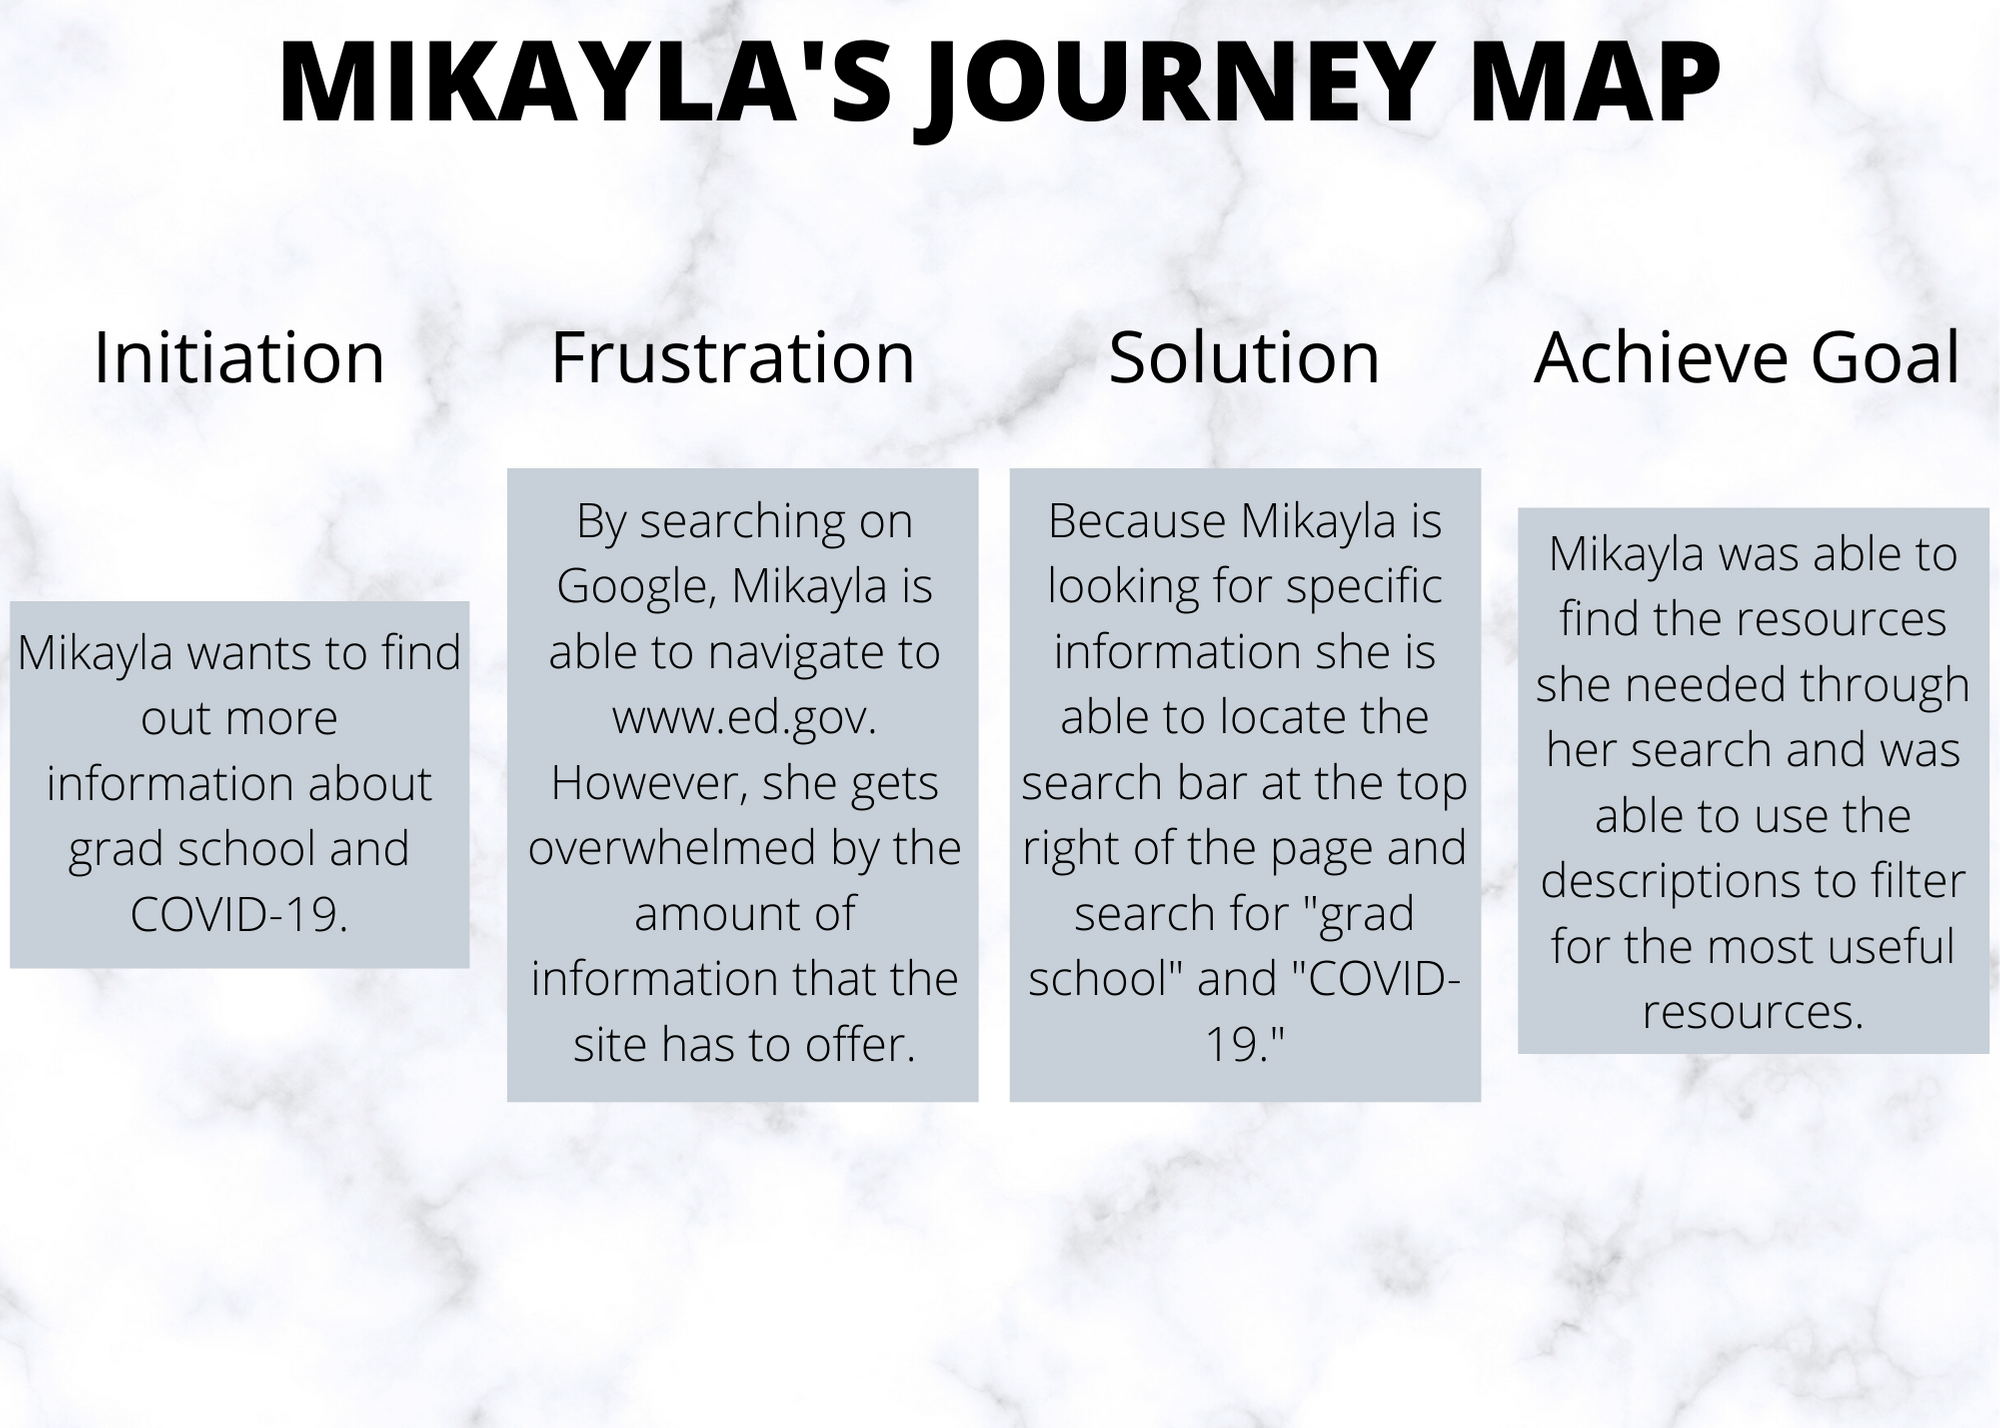 MIKAYLA'S JOURNEY MAP
Initiation
Mikayla wants to find
out more
information about
grad school and
COVID-19.
Frustration
By searching on
Google, Mikayla is
able to navigate to
www.ed.gov.
However, she gets
overwhelmed by the
amount of
information that the
site has to offer.
Solution
Because Mikayla is
looking for specific
information she is
able to locate the
search bar at the top
right of the page and
search for "grad
school" and "COVID-
19."
Achieve Goal
Mikayla was able to
find the resources
she needed through
her search and was
able to use the
descriptions to filter
for the most useful
resources.